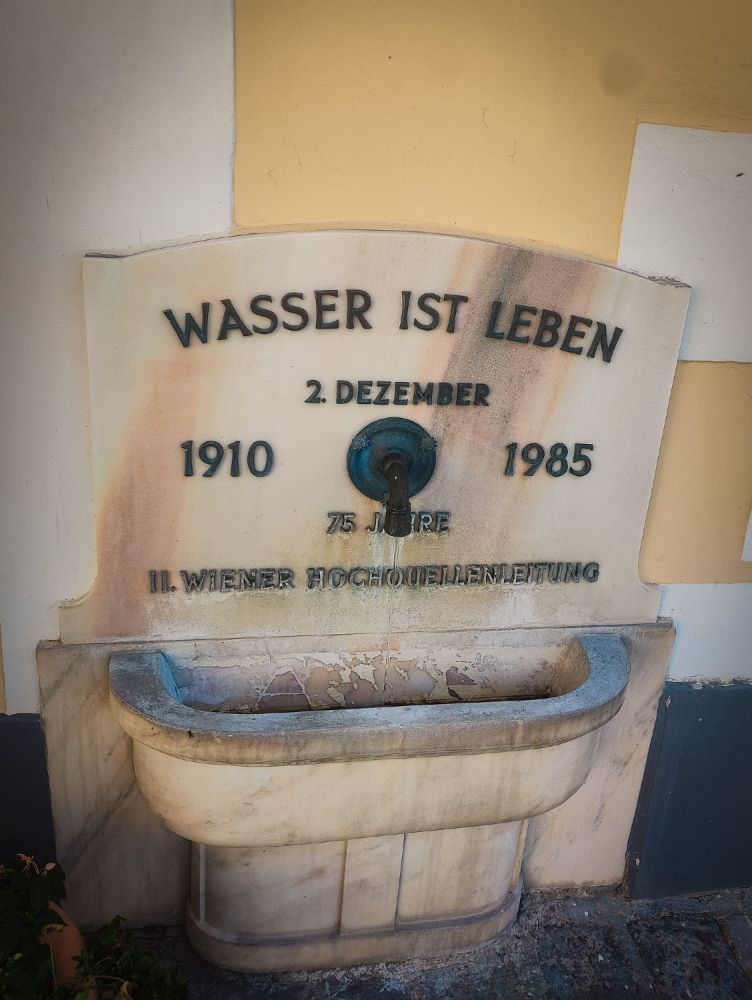 WASSER IST LEBEN
2. DEZEMBER
1910 1985
75 JAHRE
II. WIENER HOCHQUELLENLEITUNG